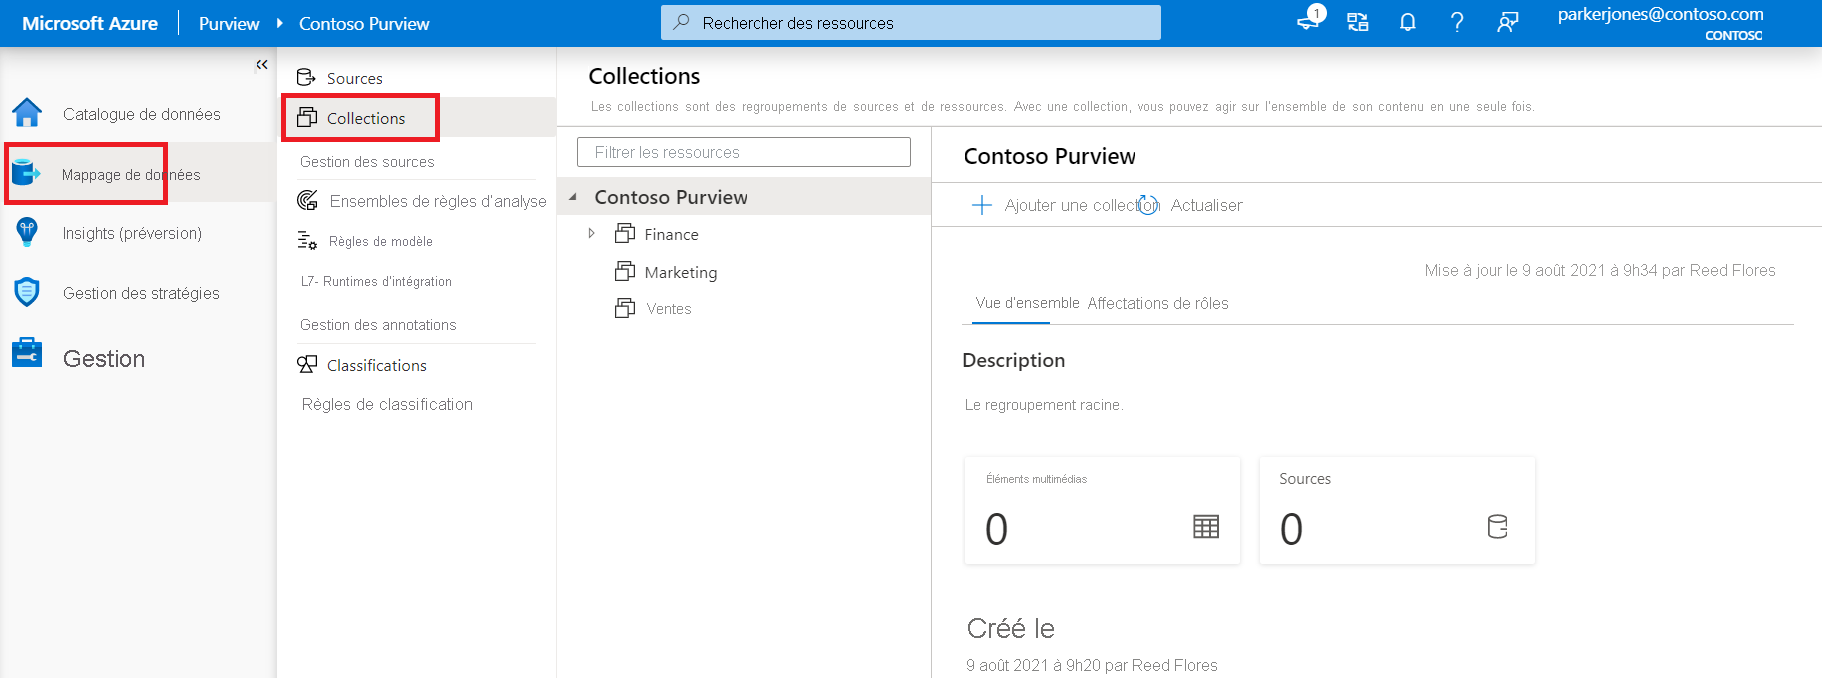 Microsoft Azure
Purview
Contoso Purview
Rechercher des ressources
1
parkerjones@contoso.com
CONTOSO
Catalogue de données
Mappage de données
Insights (préversion)
Gestion des stratégies
Gestion
Sources
Collections
Gestion des sources
Ensembles de règles d'analyse
Règles de modèle
L7- Runtimes d'intégration
Gestion des annotations
Classifications
Règles de classification
Collections
Les collections sont des regroupements de sources et de ressources. Avec une collection, vous pouvez agir sur l'ensemble de son contenu en une seule fois.
Filtrer les ressources
Contoso Purview
Finance
Marketing
Ventes
Contoso Purview
Ajouter une collection
Actualiser
Mise à jour le 9 août 2021 à 9h34 par Reed Flores
Vue d'ensemble
Affectations de rôles
Description
Le regroupement racine.
Éléments multimédias
0
Sources
0
Créé le
9 août 2021 à 9h20 par Reed Flores